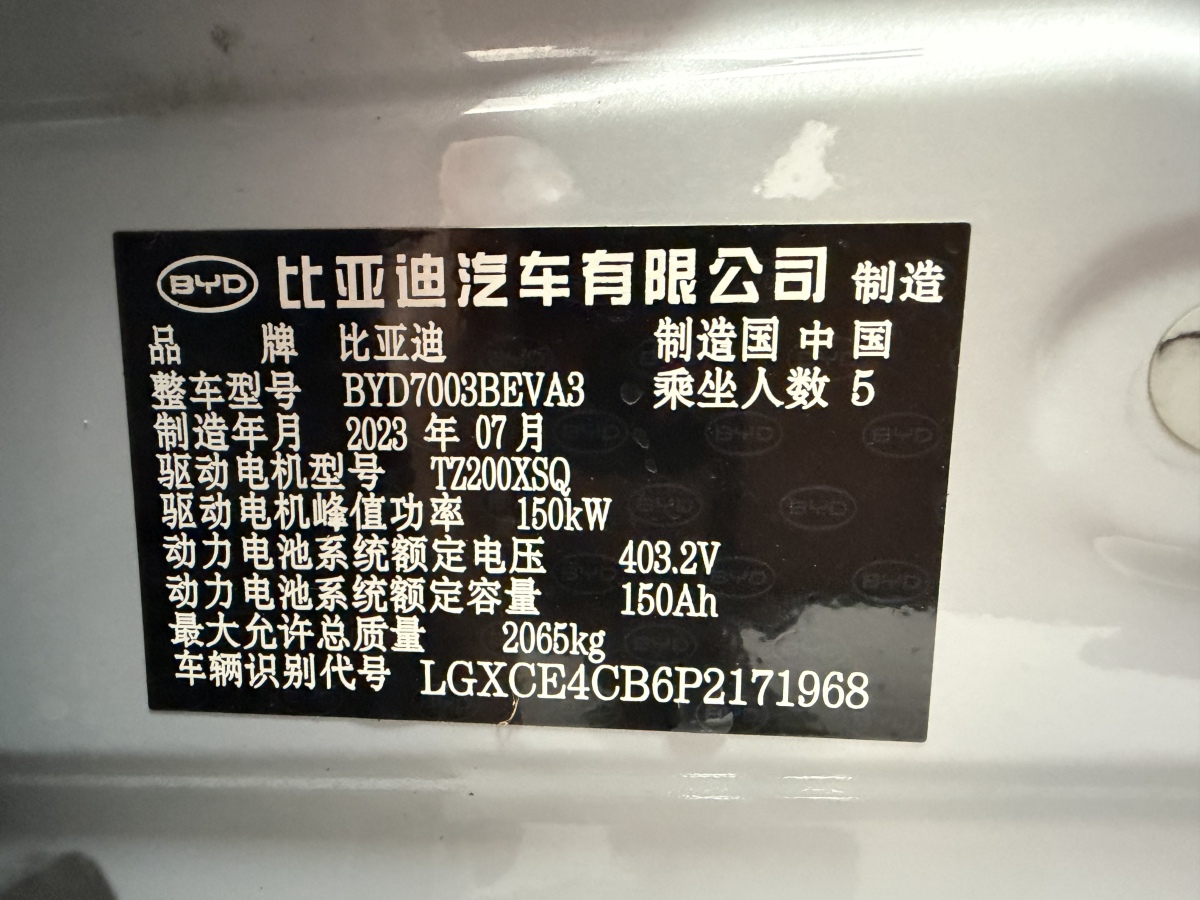 BYD 比亚迪汽车有限公司 制造
品 牌 比亚迪 制造国 中国
整车型号 BYD7003BEVA3 乘坐人数 5
制造年月 2023 年 07 月
驱动电机型号 TZ200XSQ
驱动电机峰值功率 150kW
动力电池系统额定电压 403.2V
动力电池系统额定容量 150Ah
最大允许总质量 2065kg
车辆识别代号 LGXCE4CB6P2171968